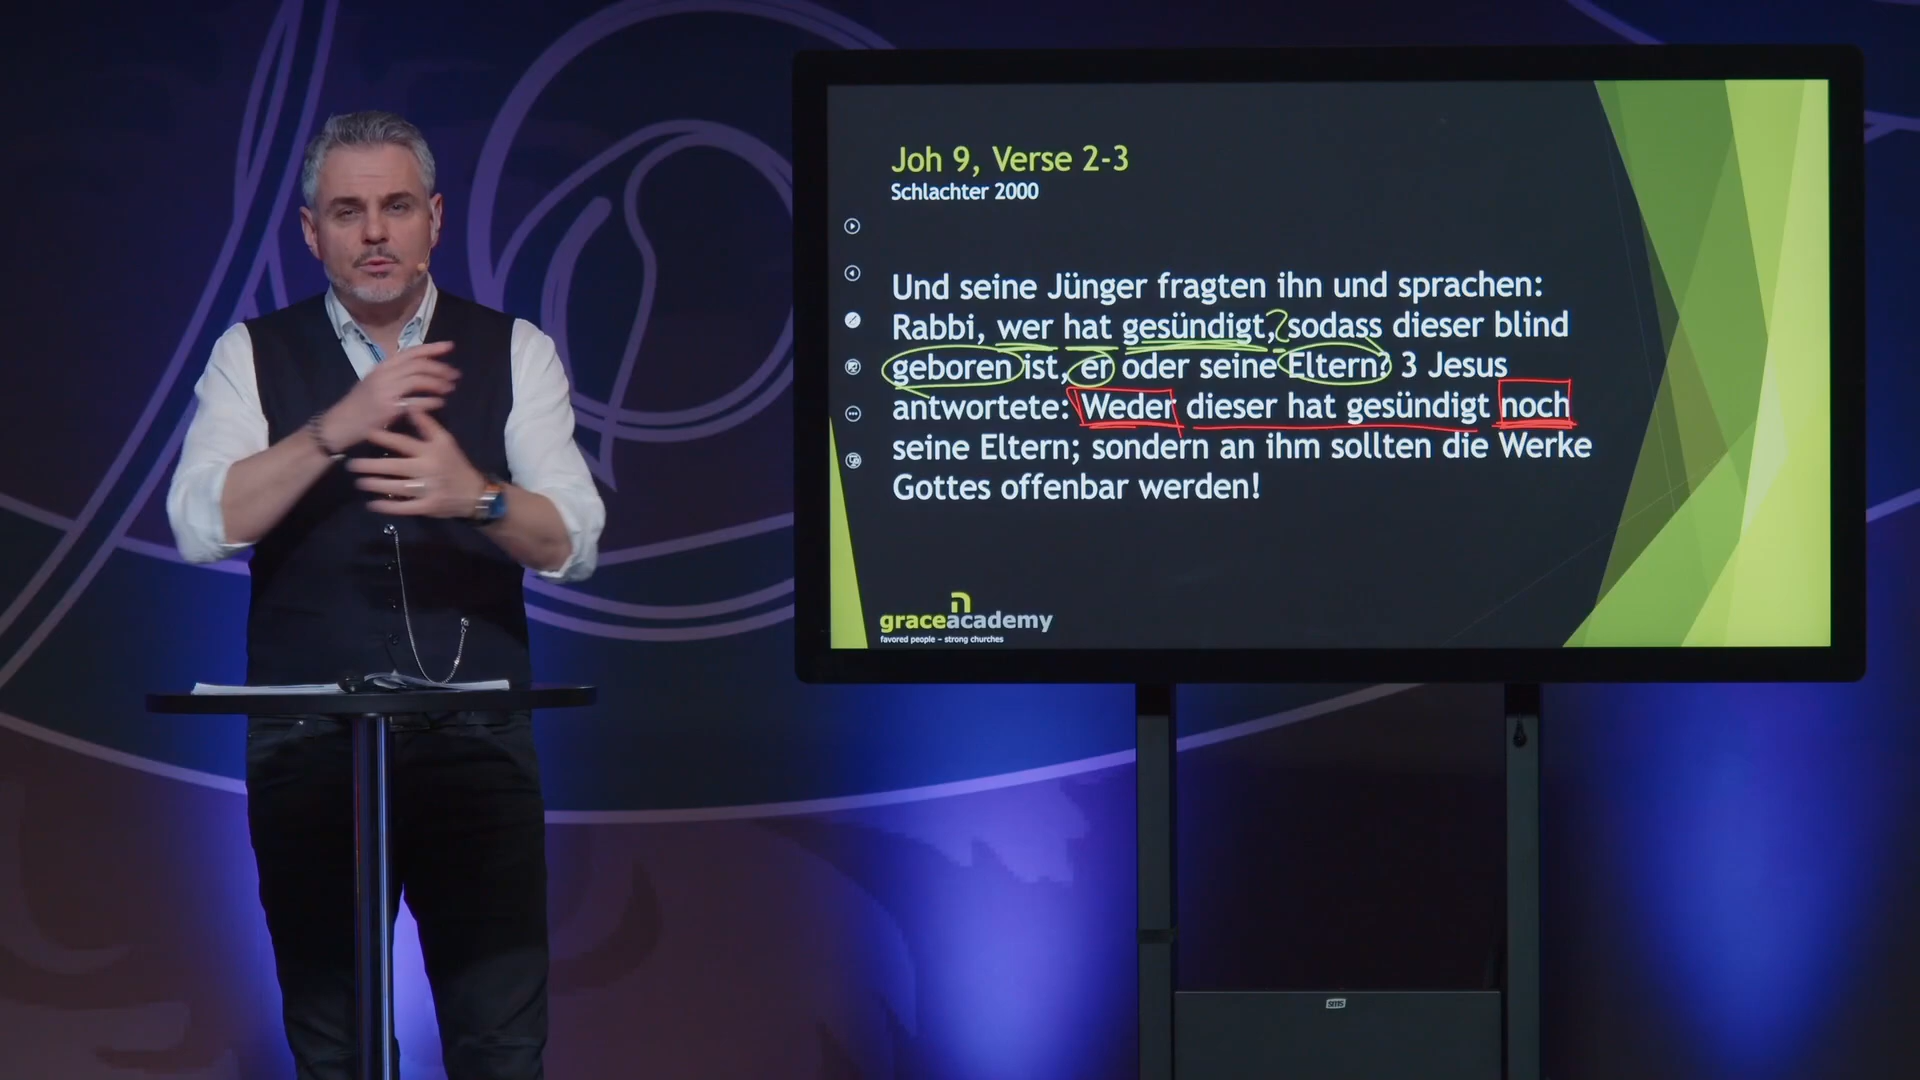 Joh 9, Verse 2-3
Schlachter 2000
Und seine Jünger fragten ihn und sprachen:
Rabbi, wer hat gesündigt, sodass dieser blind
geboren ist, er oder seine Eltern? 3 Jesus
antwortete: Weder dieser hat gesündigt noch
seine Eltern; sondern an ihm sollten die Werke
Gottes offenbar werden!
graceacademy
favored people – strong churches
sms